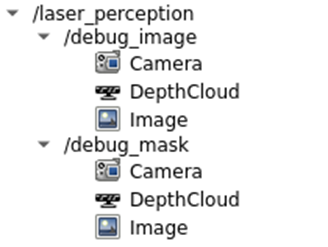 /laser_perception
/debug_image
Camera
DepthCloud
Image
/debug_mask
Camera
DepthCloud
Image